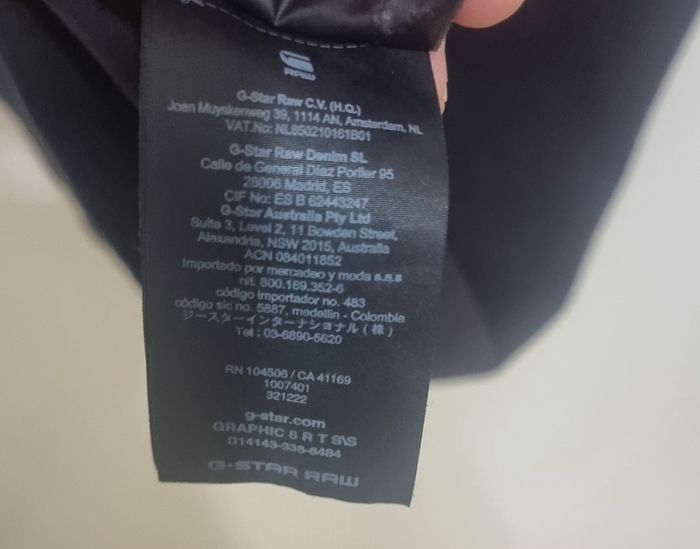 RAW
G-Star Raw C.V. (H.Q.)
Joan Muyskenweg 39, 1114 AN, Amsterdam, NL
VAT.No: NL850210161B01
G-Star Raw Denim SL
Calle de General Diaz Porlier 95
28006 Madrid, ES
CIF No: ES B 62443247
G-Star Australia Pty Ltd
Suite 3, Level 2, 11 Bowden Street,
Alexandria, NSW 2015, Australia
ACN 084011852
Importado por mercadeo y moda s.a.s
nit. 800.169.352-6
código importador no. 483
código sic no. 5887, medellin - Colombia
ジースターインターナショナル (株)
Tel : 03-6890-5620
RN 104506 / CA 41169
1007401
321222
g-star.com
GRAPHIC 8 R T S\S
D14143-336-6484
G-STAR RAW